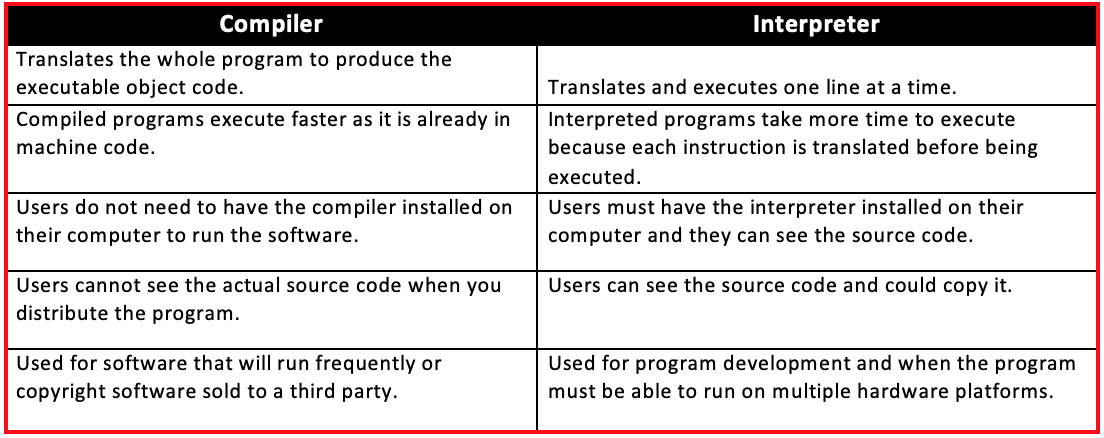 Compiler
Interpreter
Translates the whole program to produce the
executable object code.
Translates and executes one line at a time.
Compiled programs execute faster as it is already in
machine code.
Interpreted programs take more time to execute
because each instruction is translated before being
executed.
Users do not need to have the compiler installed on
their computer to run the software.
Users must have the interpreter installed on their
computer and they can see the source code.
Users cannot see the actual source code when you
distribute the program.
Users can see the source code and could copy it.
Used for software that will run frequently or
copyright software sold to a third party.
Used for program development and when the program
must be able to run on multiple hardware platforms.